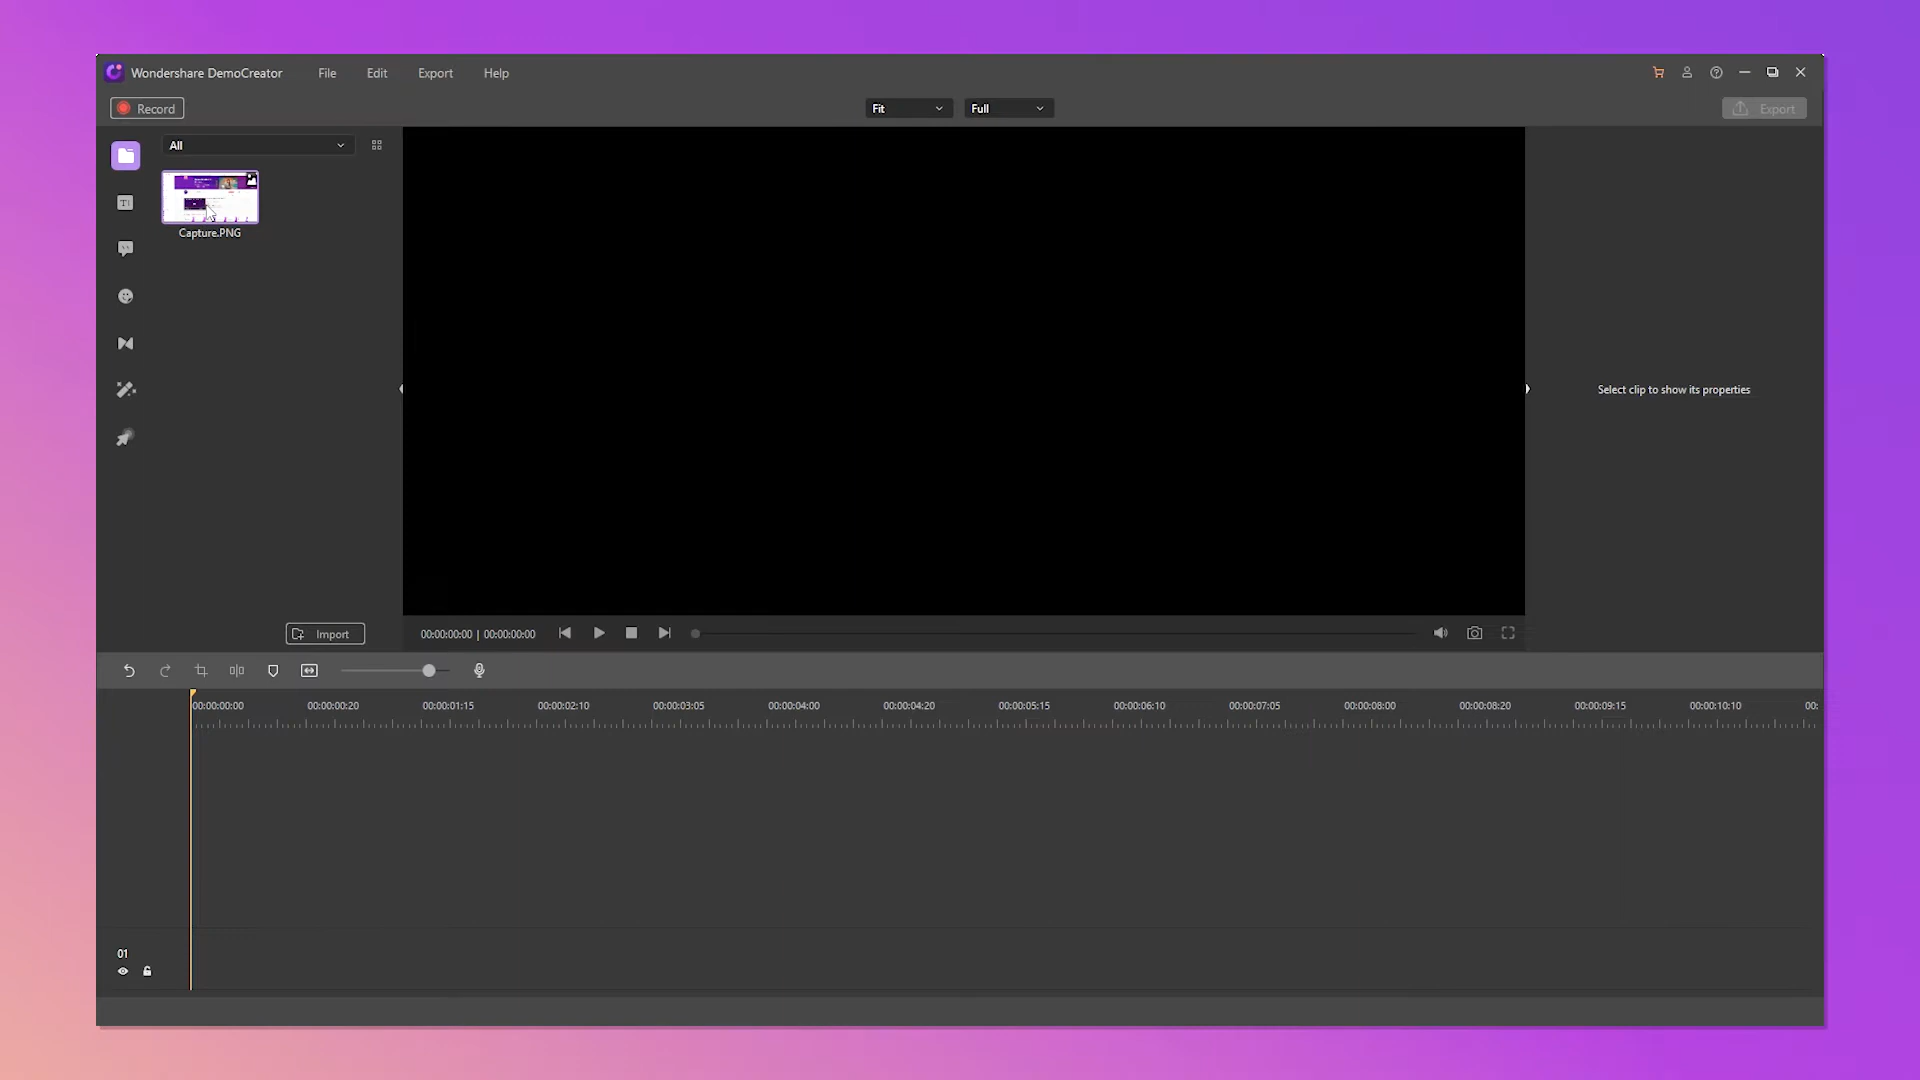 Wondershare DemoCreator File Edit Export Help
Record Fit Full Export
All
Capture.PNG
Select clip to show its properties
Import 00:00:00:00 | 00:00:00:00
00:00:00:00 00:00:00:20 00:00:01:15 00:00:02:10 00:00:03:05 00:00:04:00 00:00:04:20 00:00:05:15 00:00:06:10 00:00:07:05 00:00:08:00 00:00:08:20 00:00:09:15 00:00:10:10 00:
01